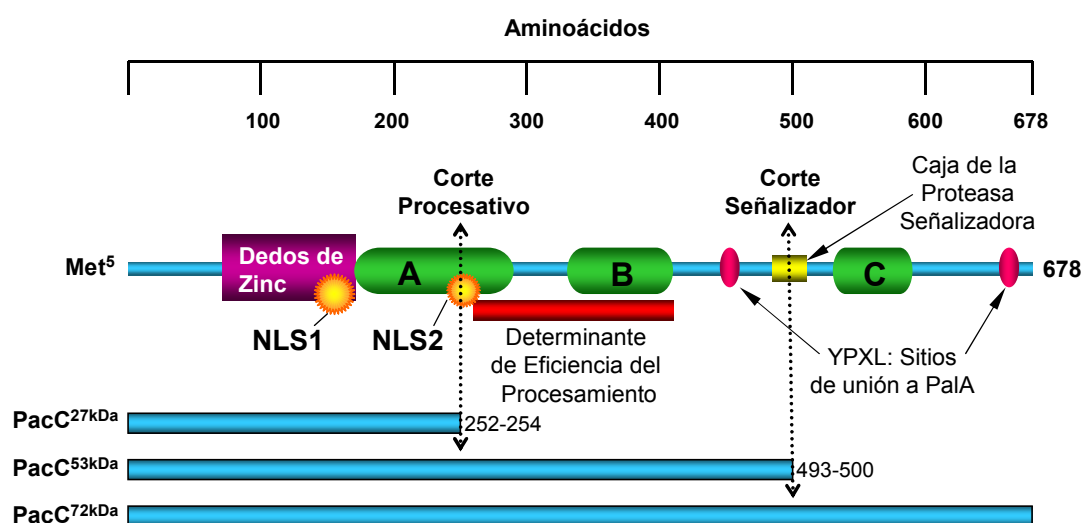 Aminoácidos
100 200 300 400 500 600 678
Corte
Procesativo
Corte
Señalizador
Caja de la
Proteasa
Señalizadora
Met5
Dedos de
Zinc
A
B
C
678
NLS1
NLS2
Determinante
de Eficiencia del
Procesamiento
YPXL: Sitios
de unión a PalA
PacC27kDa
252-254
PacC53kDa
493-500
PacC72kDa